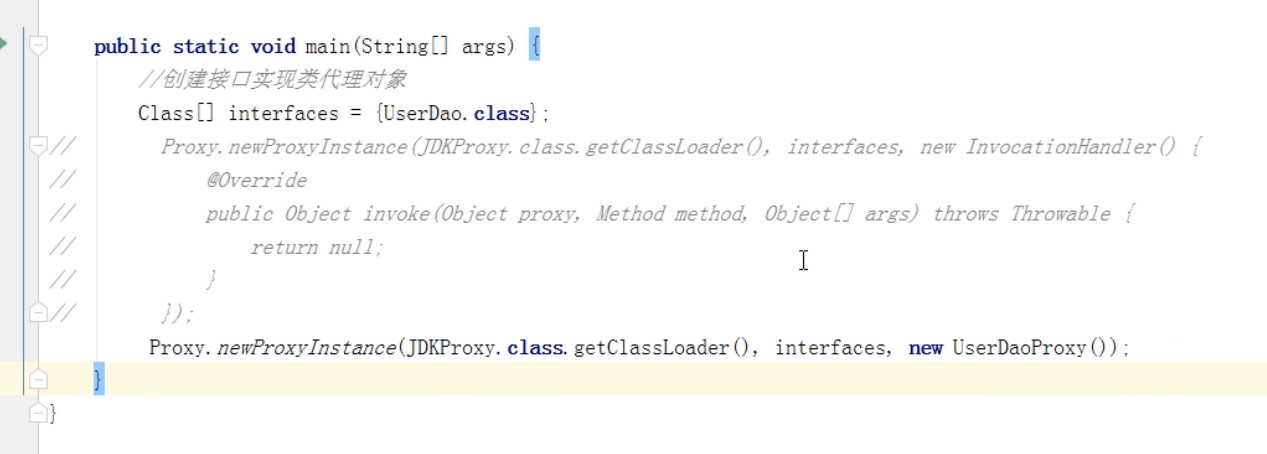 public static void main(String[] args) {
//创建接口实现类代理对象
Class[] interfaces = {UserDao.class};
// Proxy.newProxyInstance(JDKProxy.class.getClassLoader(), interfaces, new InvocationHandler() {
// @Override
// public Object invoke(Object proxy, Method method, Object[] args) throws Throwable {
// return null;
// }
// });
Proxy.newProxyInstance(JDKProxy.class.getClassLoader(), interfaces, new UserDaoProxy());
}
}